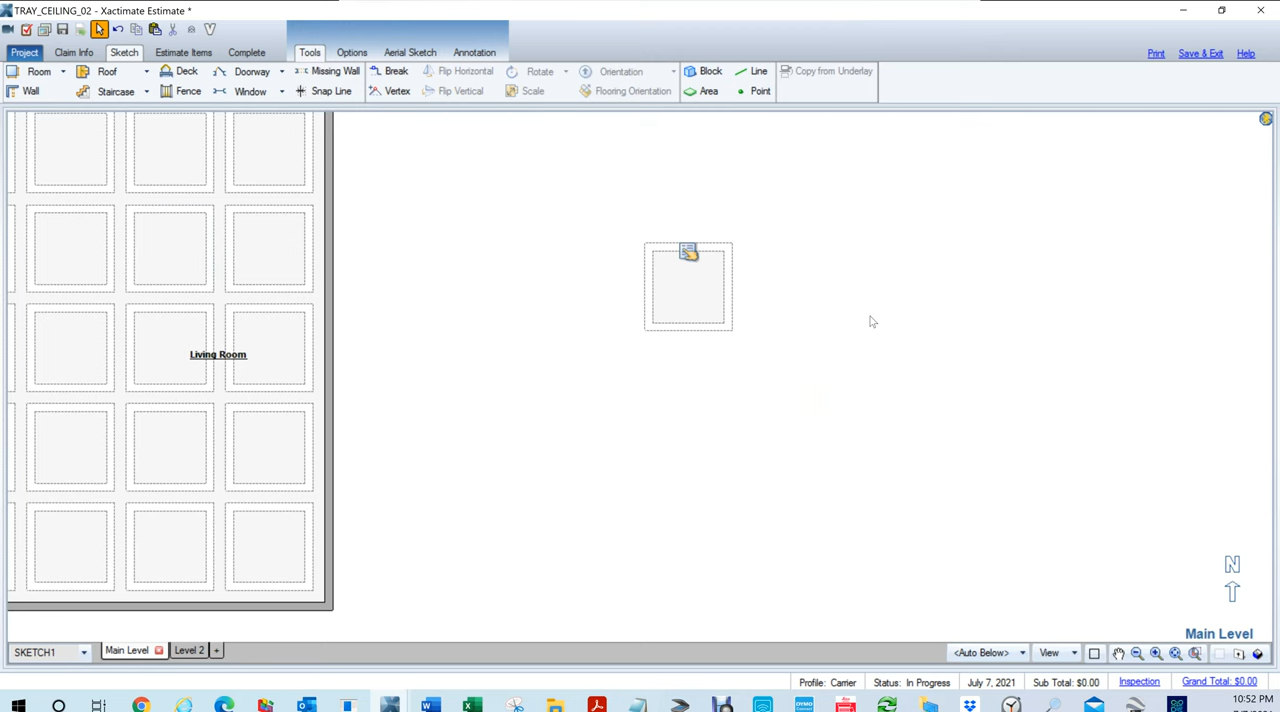 TRAY_CEILING_02 - Xactimate Estimate *
Project Claim Info Sketch Estimate Items Complete Tools Options Aerial Sketch Annotation Print Save & Exit Help
Room Roof Deck Doorway Missing Wall Break Flip Horizontal Rotate Orientation Block Line Copy from Underlay
Wall Staircase Fence Window Snap Line Vertex Flip Vertical Scale Flooring Orientation Area Point
Living Room
N
Main Level
SKETCH1 Main Level Level 2 + <Auto Below> View
Profile: Carrier Status: In Progress July 7, 2021 Sub Total: $0.00 Inspection Grand Total: $0.00
10:52 PM